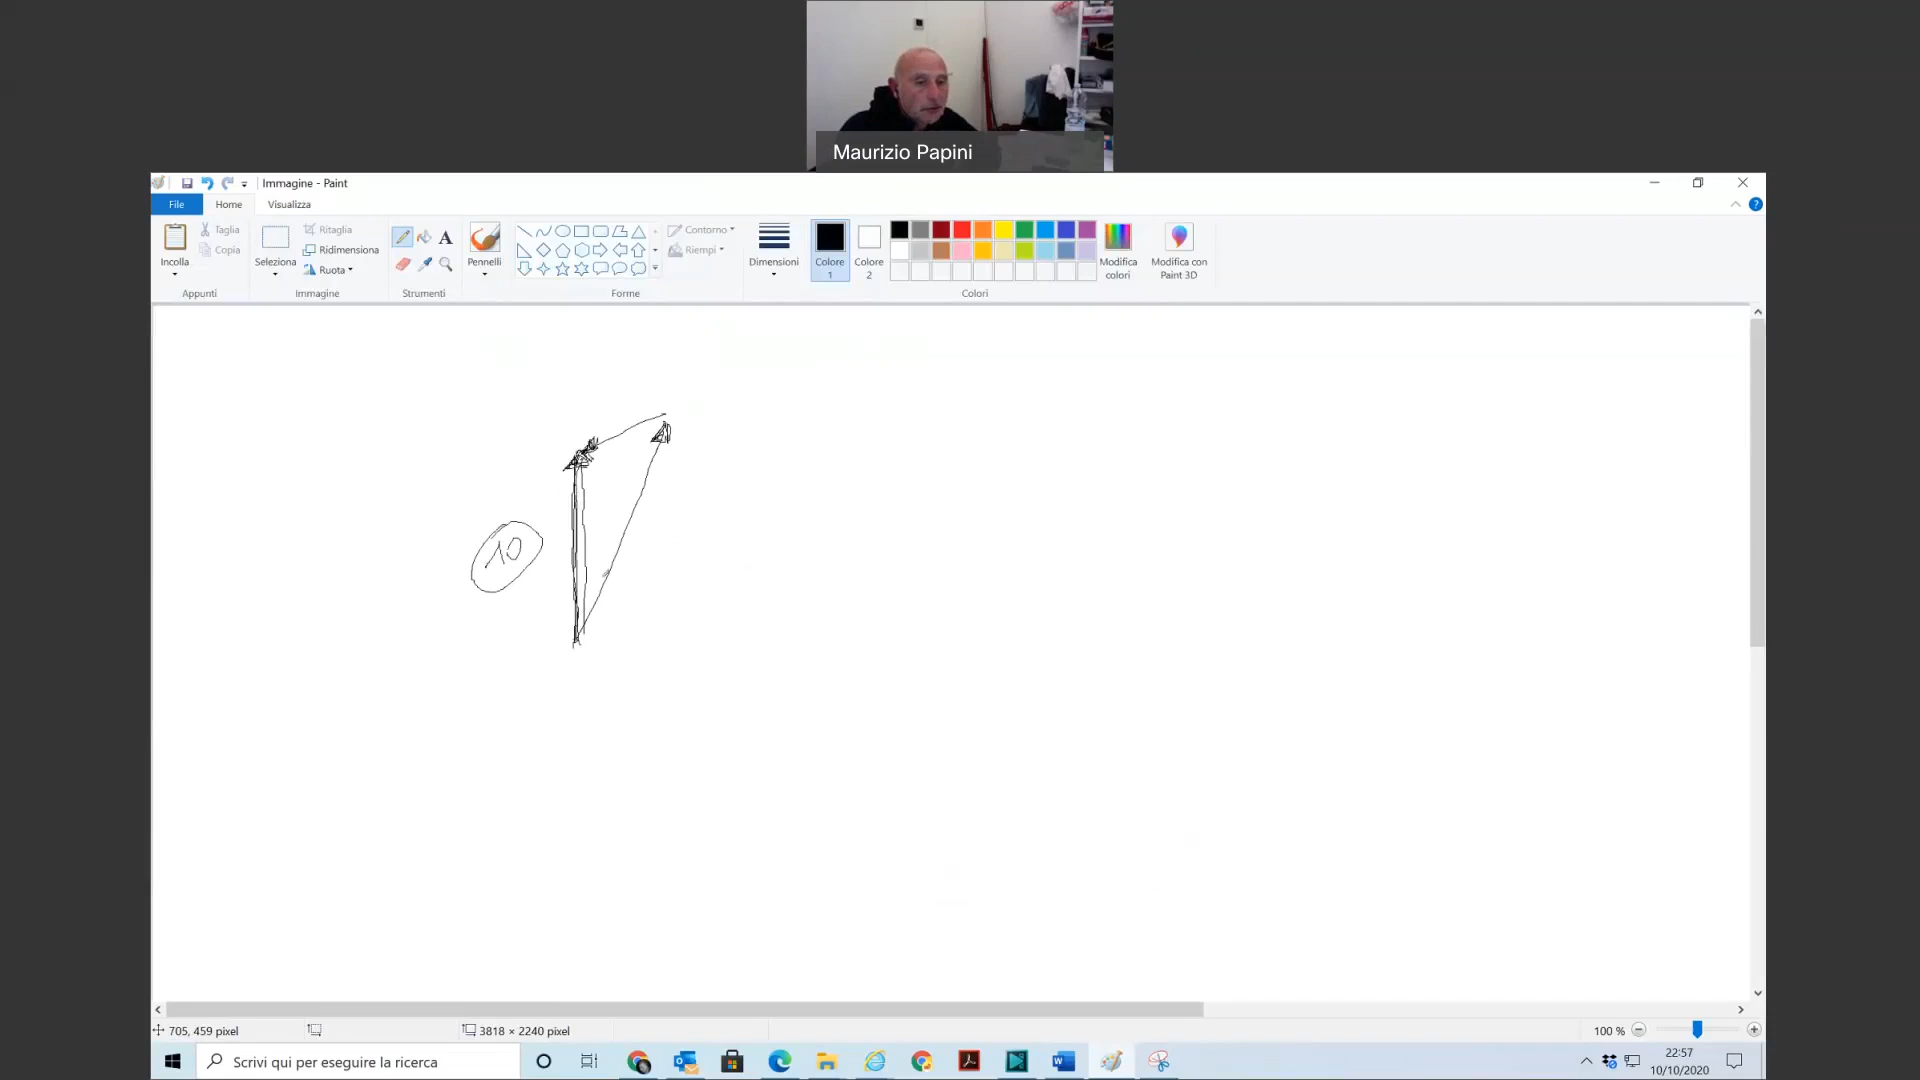 Maurizio Papini
Immagine - Paint
File
Home
Visualizza
?
Incolla
Taglia
Copia
Appunti
Seleziona
Ritaglia
Ridimensiona
Ruota
Immagine
A
Strumenti
Pennelli
Forme
Contorno
Riempi
Dimensioni
Colore
1
Colore
2
Colori
Modifica
colori
Modifica con
Paint 3D
10
705, 459 pixel
3818 × 2240 pixel
100 %
Scrivi qui per eseguire la ricerca
22:57
10/10/2020